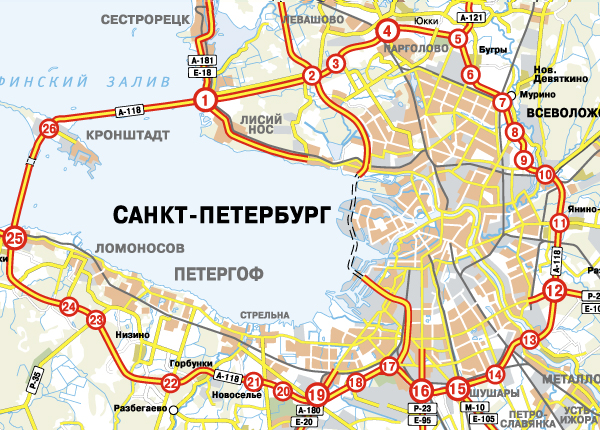 СЕСТРОРЕЦК
ЛЕВАШОВО
Юкки
А-121
4
ПАРГОЛОВО
5
Бугры
А-181
Е-18
2
3
6
Нов.
Девяткино
ФИНСКИЙ ЗАЛИВ
1
7
Мурино
А-118
ВСЕВОЛОЖ
26
КРОНШТАДТ
ЛИСИЙ
НОС
8
9
10
САНКТ-ПЕТЕРБУРГ
11
Янино-
25
ЛОМОНОСОВ
А-118
ПЕТЕРГОФ
12
Р-2
Е-10
24
23
СТРЕЛЬНА
Низино
13
Горбунки
17
14
Р-35
22
А-118
21
20
19
18
16
15
ШУШАРЫ
МЕТАЛЛО
Новоселье
Разбегаево
А-180
Е-20
Р-23
Е-95
М-10
Е-105
ПЕТРО-
СЛАВЯНКА
УСТЬ-
ИЖОРА